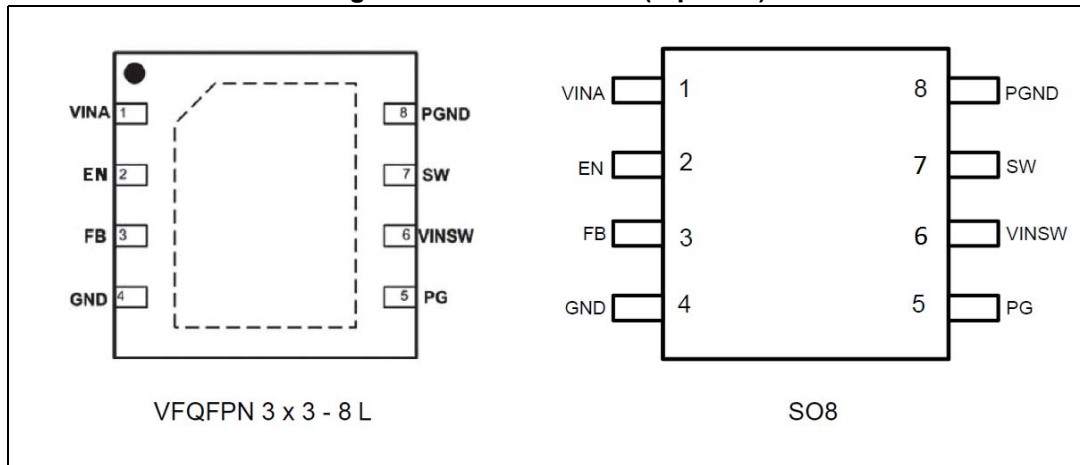 VINA 1
EN 2
FB 3
GND 4
8 PGND
7 SW
6 VINSW
5 PG
VFQFPN 3 x 3 - 8 L
VINA 1
EN 2
FB 3
GND 4
8 PGND
7 SW
6 VINSW
5 PG
SO8